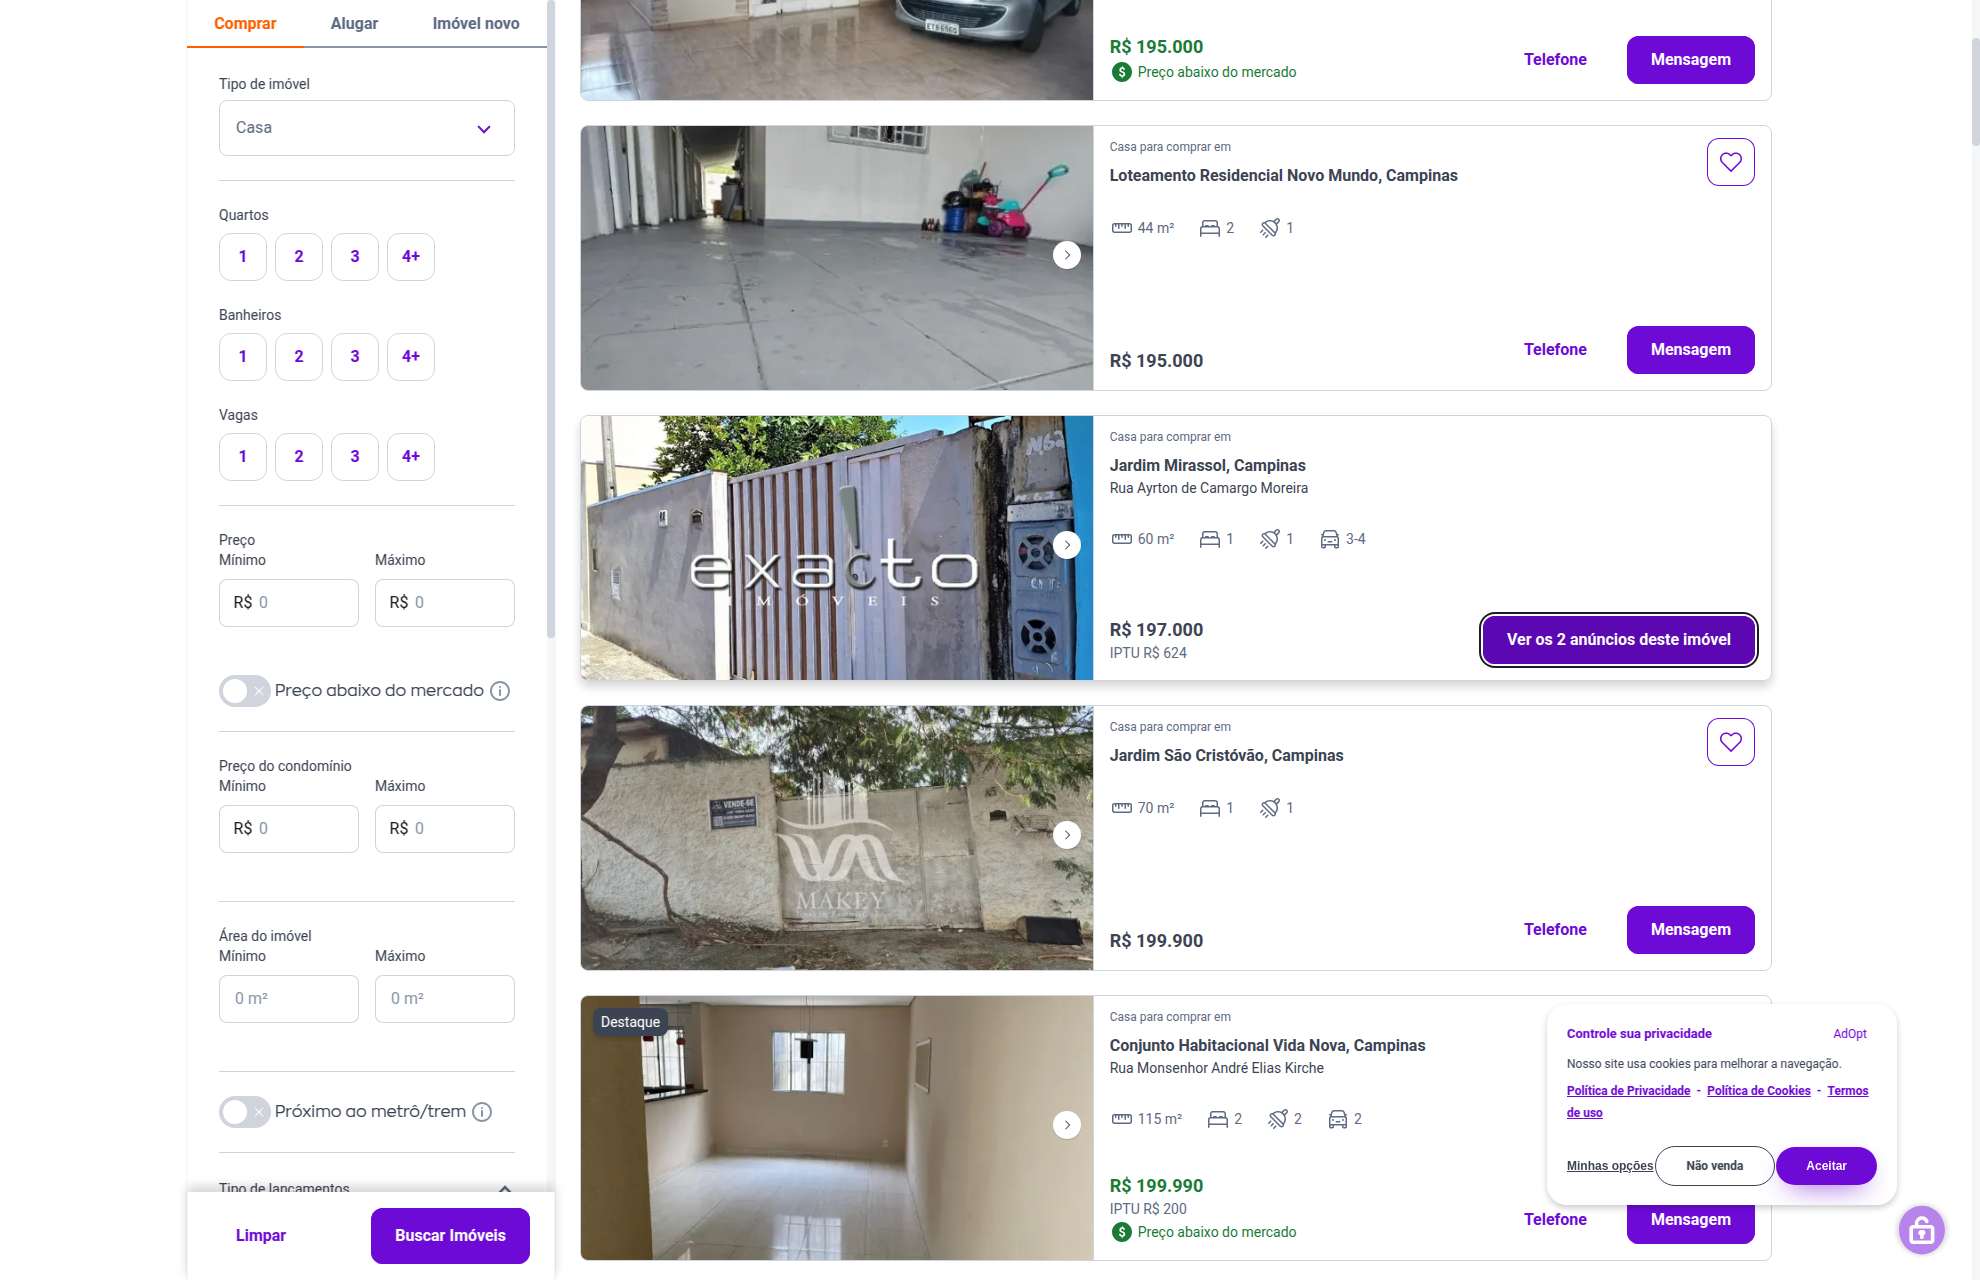 Comprar
Alugar
Imóvel novo
Tipo de imóvel
Casa
Quartos
1
2
3
4+
Banheiros
1
2
3
4+
Vagas
1
2
3
4+
Preço
Mínimo
Máximo
R$ 0
R$ 0
Preço abaixo do mercado
Preço do condomínio
Mínimo
Máximo
R$ 0
R$ 0
Área do imóvel
Mínimo
Máximo
0 m²
0 m²
Próximo ao metrô/trem
Tipo de lançamentos
Limpar
Buscar Imóveis
R$ 195.000
Preço abaixo do mercado
Telefone
Mensagem
Casa para comprar em
Loteamento Residencial Novo Mundo, Campinas
44 m²
2
1
R$ 195.000
Telefone
Mensagem
exacto
IMÓVEIS
Casa para comprar em
Jardim Mirassol, Campinas
Rua Ayrton de Camargo Moreira
60 m²
1
1
3-4
R$ 197.000
IPTU R$ 624
Ver os 2 anúncios deste imóvel
VENDE-SE
MAKEY
Casa para comprar em
Jardim São Cristóvão, Campinas
70 m²
1
1
R$ 199.900
Telefone
Mensagem
Destaque
Casa para comprar em
Conjunto Habitacional Vida Nova, Campinas
Rua Monsenhor André Elias Kirche
115 m²
2
2
2
R$ 199.990
IPTU R$ 200
Preço abaixo do mercado
Telefone
Mensagem
Controle sua privacidade
AdOpt
Nosso site usa cookies para melhorar a navegação.
Política de Privacidade - Política de Cookies - Termos
de uso
Minhas opções
Não venda
Aceitar